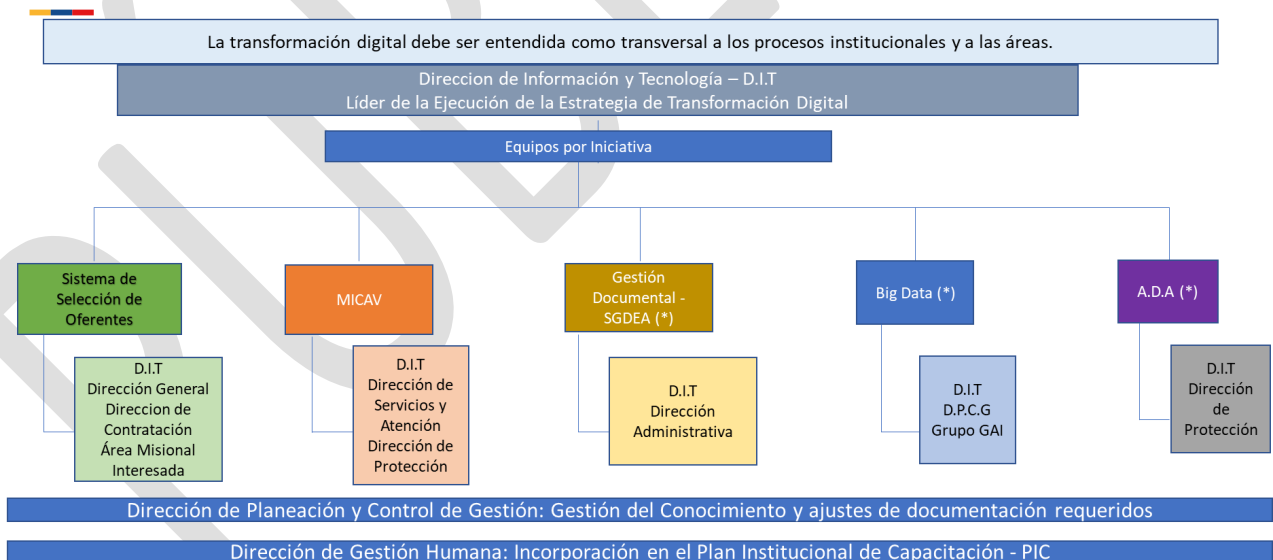 La transformación digital debe ser entendida como transversal a los procesos institucionales y a las áreas.
Direccion de Información y Tecnología – D.I.T
Líder de la Ejecución de la Estrategia de Transformación Digital
Equipos por Iniciativa
Sistema de
Selección de
Oferentes
D.I.T
Dirección General
Direccion de
Contratación
Área Misional
Interesada
MICAV
D.I.T
Dirección de
Servicios y
Atención
Dirección de
Protección
Gestión
Documental -
SGDEA (*)
D.I.T
Dirección
Administrativa
Big Data (*)
D.I.T
D.P.C.G
Grupo GAI
A.D.A (*)
D.I.T
Dirección
de
Protección
Dirección de Planeación y Control de Gestión: Gestión del Conocimiento y ajustes de documentación requeridos
Dirección de Gestión Humana: Incorporación en el Plan Institucional de Capacitación - PIC